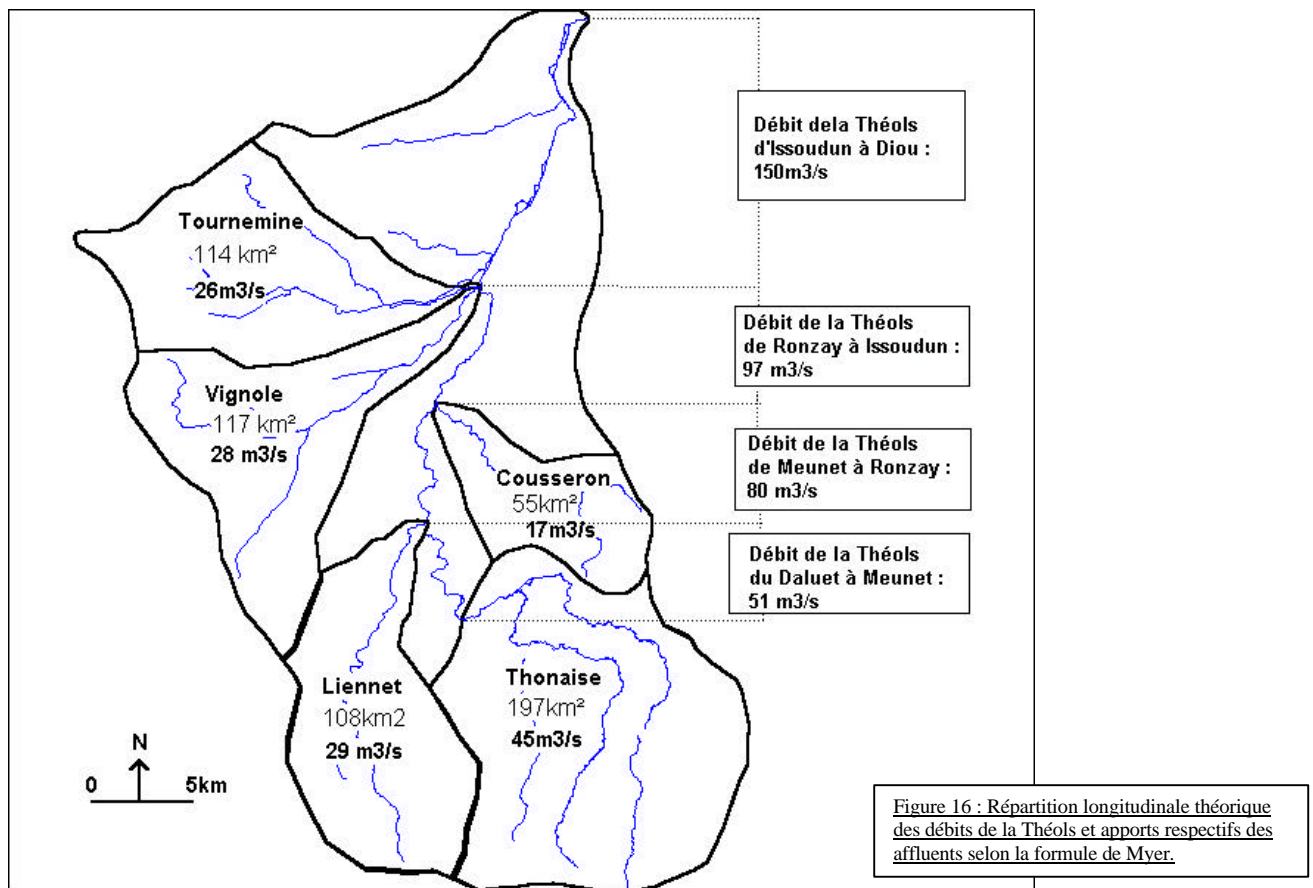 Débit dela Théols
d'Issoudun à Diou :
150m3/s
Tournemine
114 km²
26m3/s
Débit de la Théols
de Ronzay à Issoudun :
97 m3/s
Vignole
117 km²
28 m3/s
Débit de la Théols
de Meunet à Ronzay :
80 m3/s
Cousseron
55km²
17m3/s
Débit de la Théols
du Daluet à Meunet :
51 m3/s
Liennet
108km2
29 m3/s
Thonaise
197km²
45m3/s
N
0 5km
Figure 16 : Répartition longitudinale théorique
des débits de la Théols et apports respectifs des
affluents selon la formule de Myer.